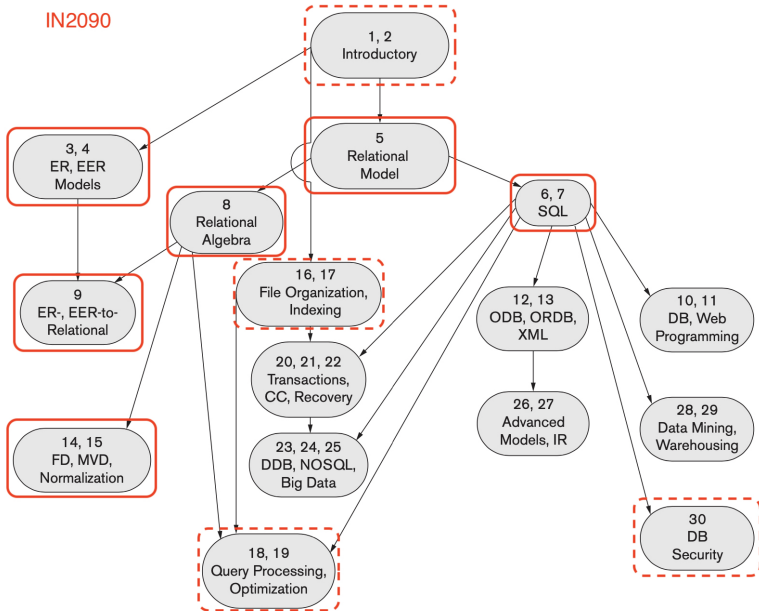 IN2090
1, 2
Introductory
3, 4
ER, EER
Models
5
Relational
Model
8
Relational
Algebra
6, 7
SQL
9
ER-, EER-to-
Relational
16, 17
File Organization,
Indexing
12, 13
ODB, ORDB,
XML
10, 11
DB, Web
Programming
20, 21, 22
Transactions,
CC, Recovery
14, 15
FD, MVD,
Normalization
23, 24, 25
DDB, NOSQL,
Big Data
26, 27
Advanced
Models, IR
28, 29
Data Mining,
Warehousing
18, 19
Query Processing,
Optimization
30
DB
Security